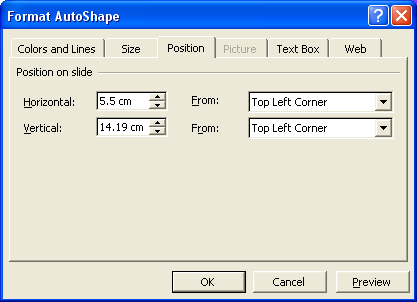 Format AutoShape
Colors and Lines Size Position Picture Text Box Web
Position on slide
Horizontal: 5.5 cm From: Top Left Corner
Vertical: 14.19 cm From: Top Left Corner
OK Cancel Preview